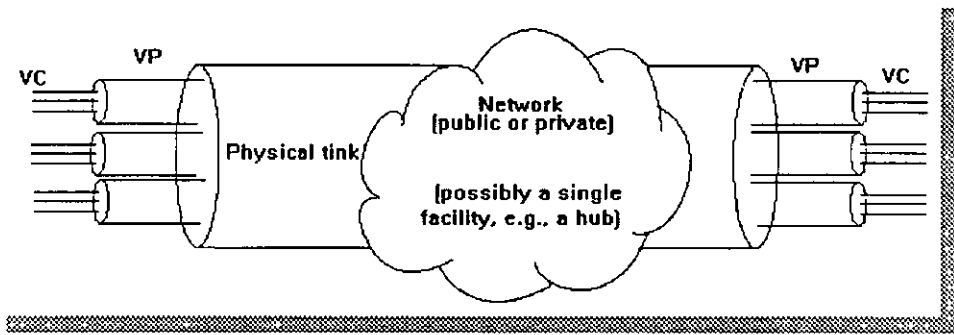 VP
VC
Physical tink
Network
(public or private)
(possibly a single
facility, e.g., a hub)
VP
VC